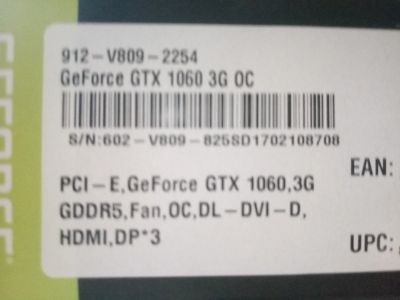 GEFORCE
912-V809-2254
GeForce GTX 1060 3G OC
S/N:602-V809-825SD1702108708
EAN:
PCI-E,GeForce GTX 1060,3G
GDDR5,Fan,OC,DL-DVI-D,
HDMI,DP*3
UPC: